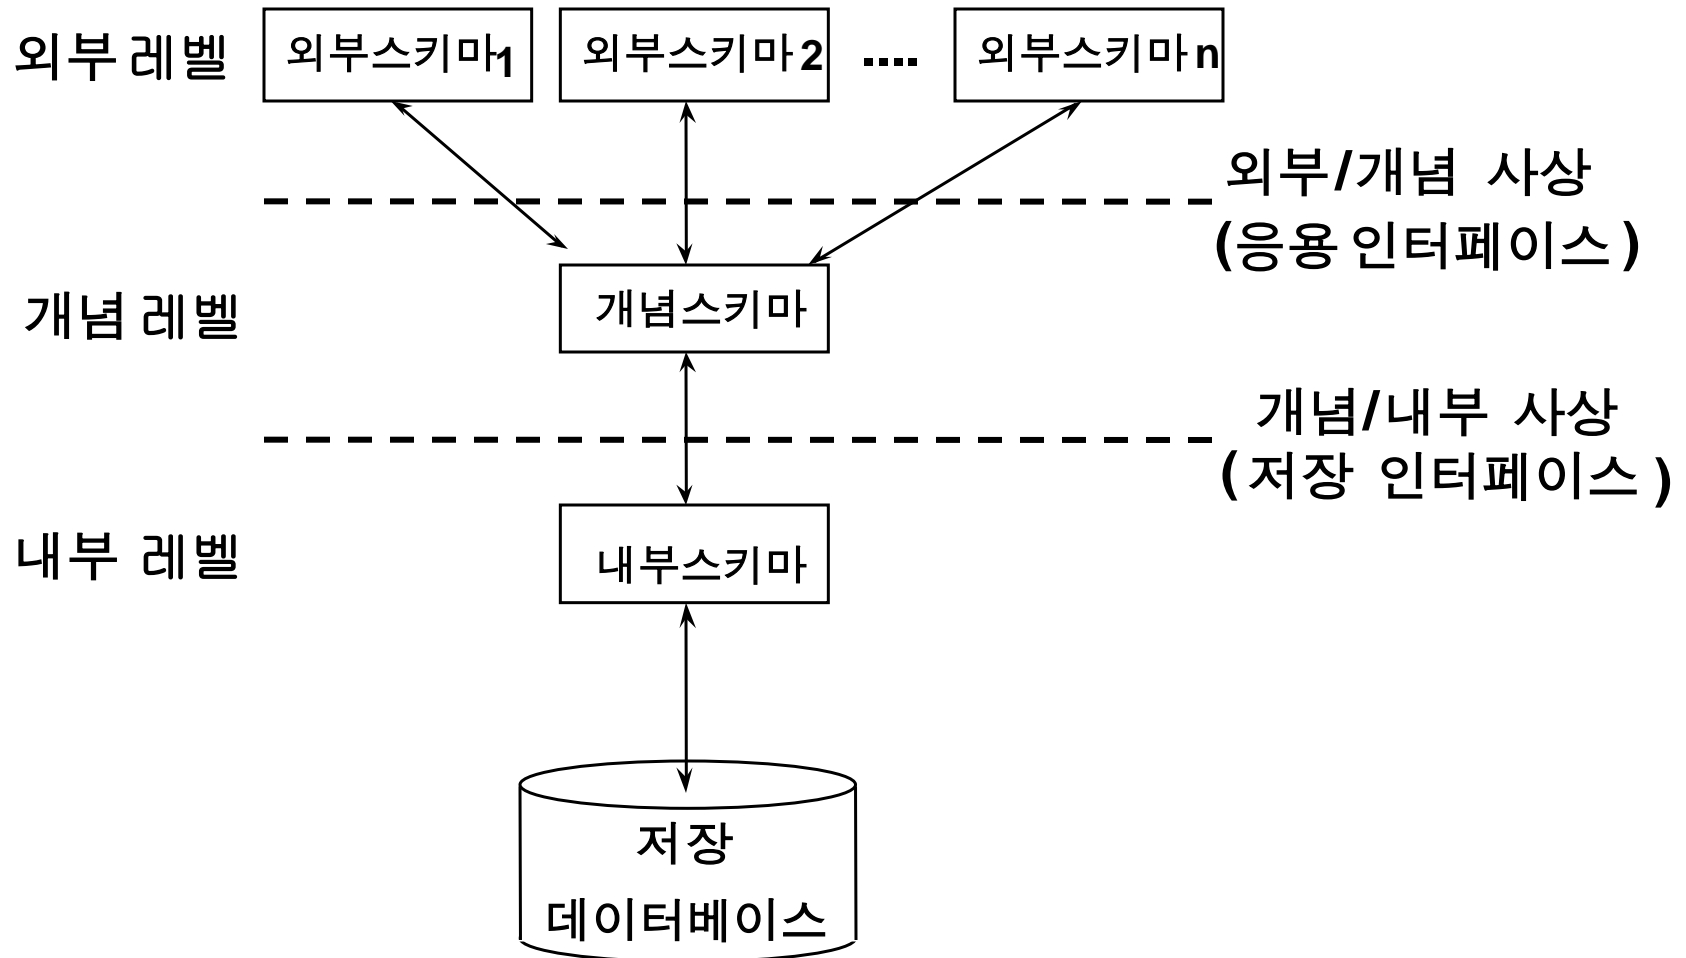 외부 레벨 외부스키마1 외부스키마2 .... 외부스키마n
외부/개념 사상
(응용 인터페이스)
개념 레벨 개념스키마
개념/내부 사상
(저장 인터페이스)
내부 레벨 내부스키마
저장
데이터베이스